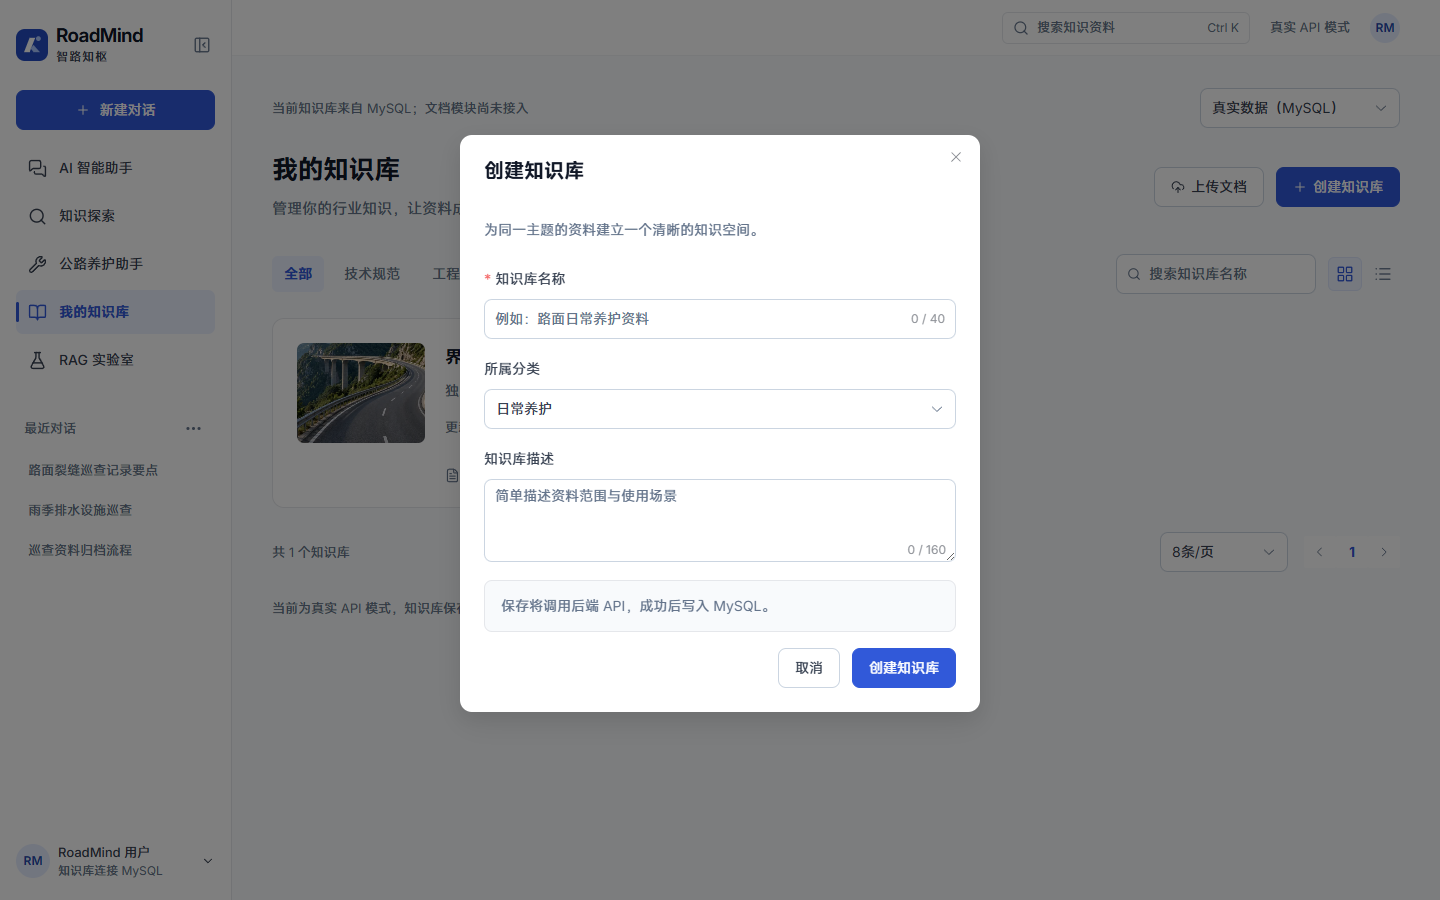 RoadMind
智路知枢
+ 新建对话
AI 智能助手
知识探索
公路养护助手
我的知识库
RAG 实验室
最近对话
路面裂缝巡查记录要点
雨季排水设施巡查
巡查资料归档流程
RM
RoadMind 用户
知识库连接 MySQL
搜索知识资料
Ctrl K
真实 API 模式
RM
当前知识库来自 MySQL；文档模块尚未接入
真实数据（MySQL）
我的知识库
管理你的行业知识，让资料成
上传文档
+ 创建知识库
全部
技术规范
工程
搜索知识库名称
界
独
更
共 1 个知识库
8条/页
1
当前为真实 API 模式，知识库保存
创建知识库
为同一主题的资料建立一个清晰的知识空间。
* 知识库名称
例如：路面日常养护资料
0 / 40
所属分类
日常养护
知识库描述
简单描述资料范围与使用场景
0 / 160
保存将调用后端 API，成功后写入 MySQL。
取消
创建知识库